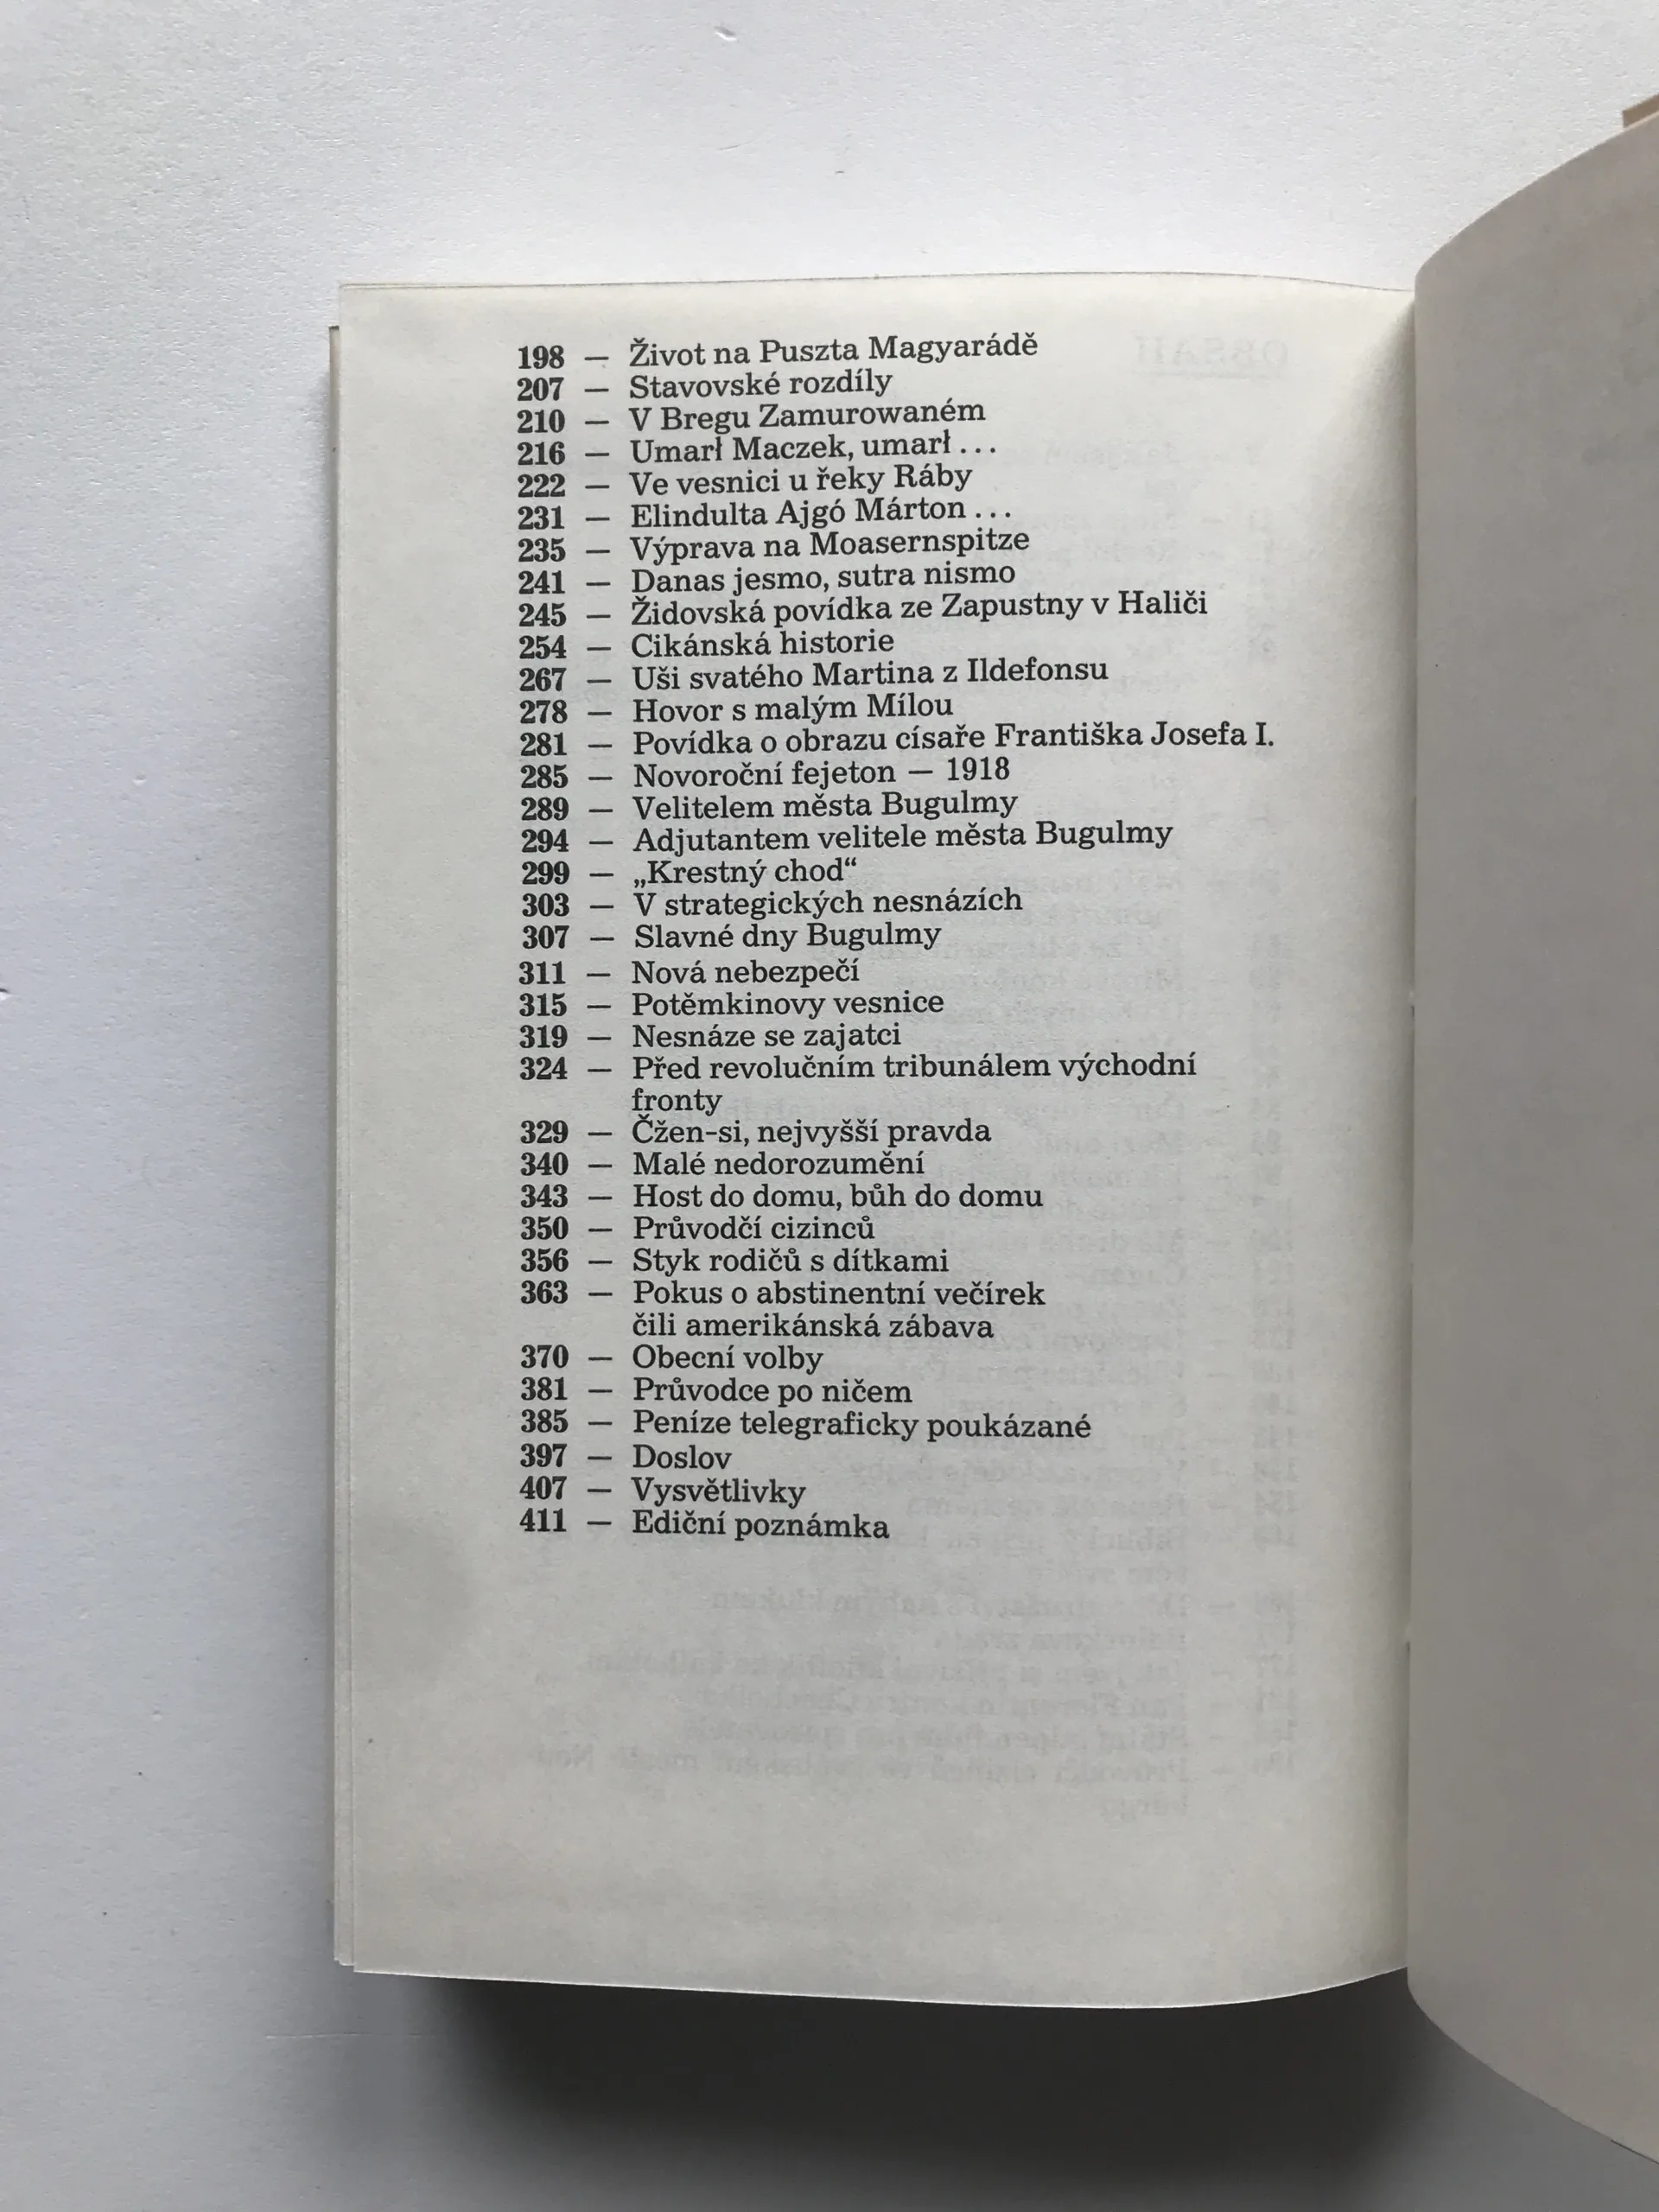 198 — Život na Puszta Magyarádě
207 — Stavovské rozdíly
210 — V Bregu Zamurowaném
216 — Umarł Maczek, umarł...
222 — Ve vesnici u řeky Ráby
231 — Elindulta Ajgó Márton...
235 — Výprava na Moasernspitze
241 — Danas jesmo, sutra nismo
245 — Židovská povídka ze Zapustny v Haliči
254 — Cikánská historie
267 — Uši svatého Martina z Ildefonsu
278 — Hovor s malým Mílou
281 — Povídka o obrazu císaře Františka Josefa I.
285 — Novoroční fejeton — 1918
289 — Velitelem města Bugulmy
294 — Adjutantem velitele města Bugulmy
299 — „Krestný chod“
303 — V strategických nesnázích
307 — Slavné dny Bugulmy
311 — Nová nebezpečí
315 — Potěmkinovy vesnice
319 — Nesnáze se zajatci
324 — Před revolučním tribunálem východní
fronty
329 — Čžen-si, nejvyšší pravda
340 — Malé nedorozumění
343 — Host do domu, bůh do domu
350 — Průvodčí cizinců
356 — Styk rodičů s dítkami
363 — Pokus o abstinentní večírek
čili amerikánská zábava
370 — Obecní volby
381 — Průvodce po ničem
385 — Peníze telegraficky poukázané
397 — Doslov
407 — Vysvětlivky
411 — Ediční poznámka